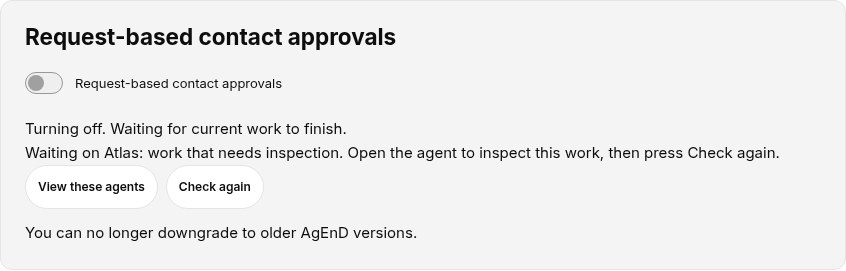 Request-based contact approvals
Request-based contact approvals
Turning off. Waiting for current work to finish.
Waiting on Atlas: work that needs inspection. Open the agent to inspect this work, then press Check again.
View these agents
Check again
You can no longer downgrade to older AgEnD versions.